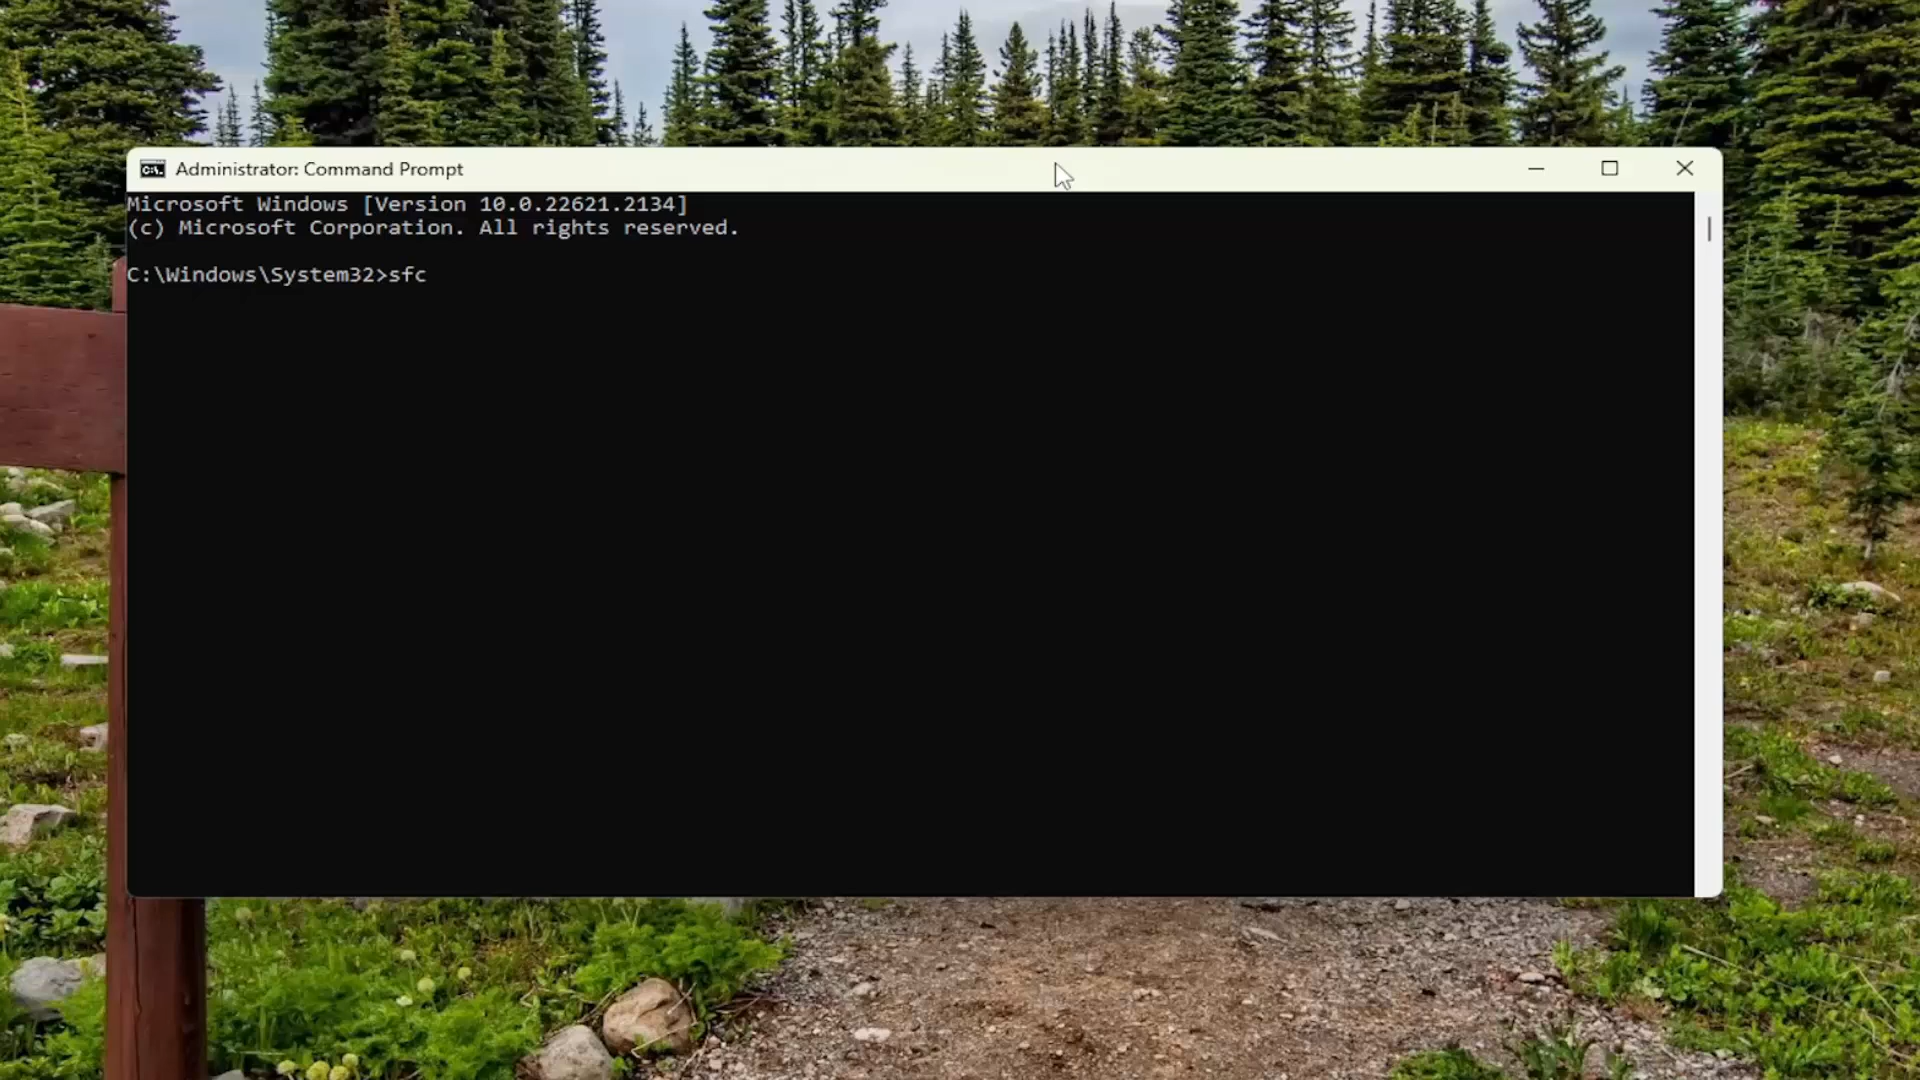 Administrator: Command Prompt
Microsoft Windows [Version 10.0.22621.2134]
(c) Microsoft Corporation. All rights reserved.
C:\Windows\System32>sfc